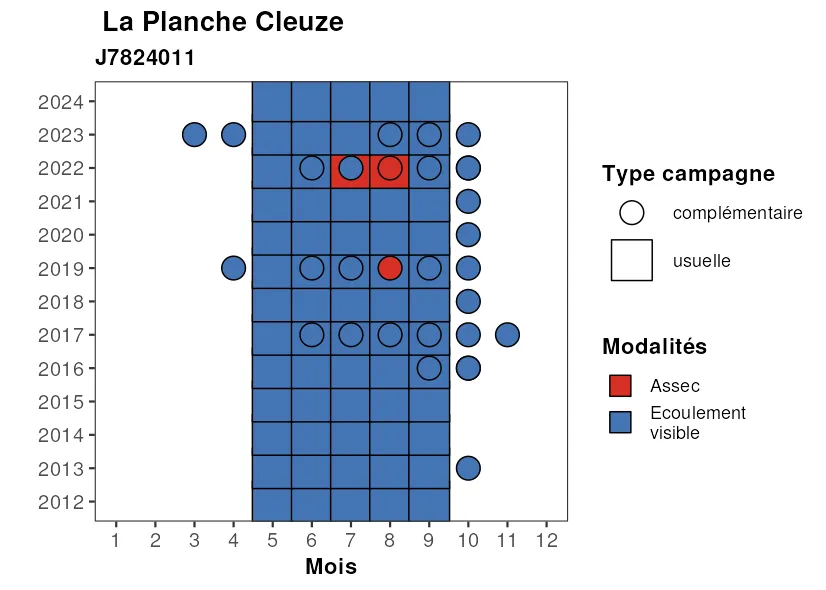 La Planche Cleuze
J7824011
2024
2023
2022
2021
2020
2019
2018
2017
2016
2015
2014
2013
2012
1 2 3 4 5 6 7 8 9 10 11 12
Mois
Type campagne
complémentaire
usuelle
Modalités
Assec
Ecoulement
visible